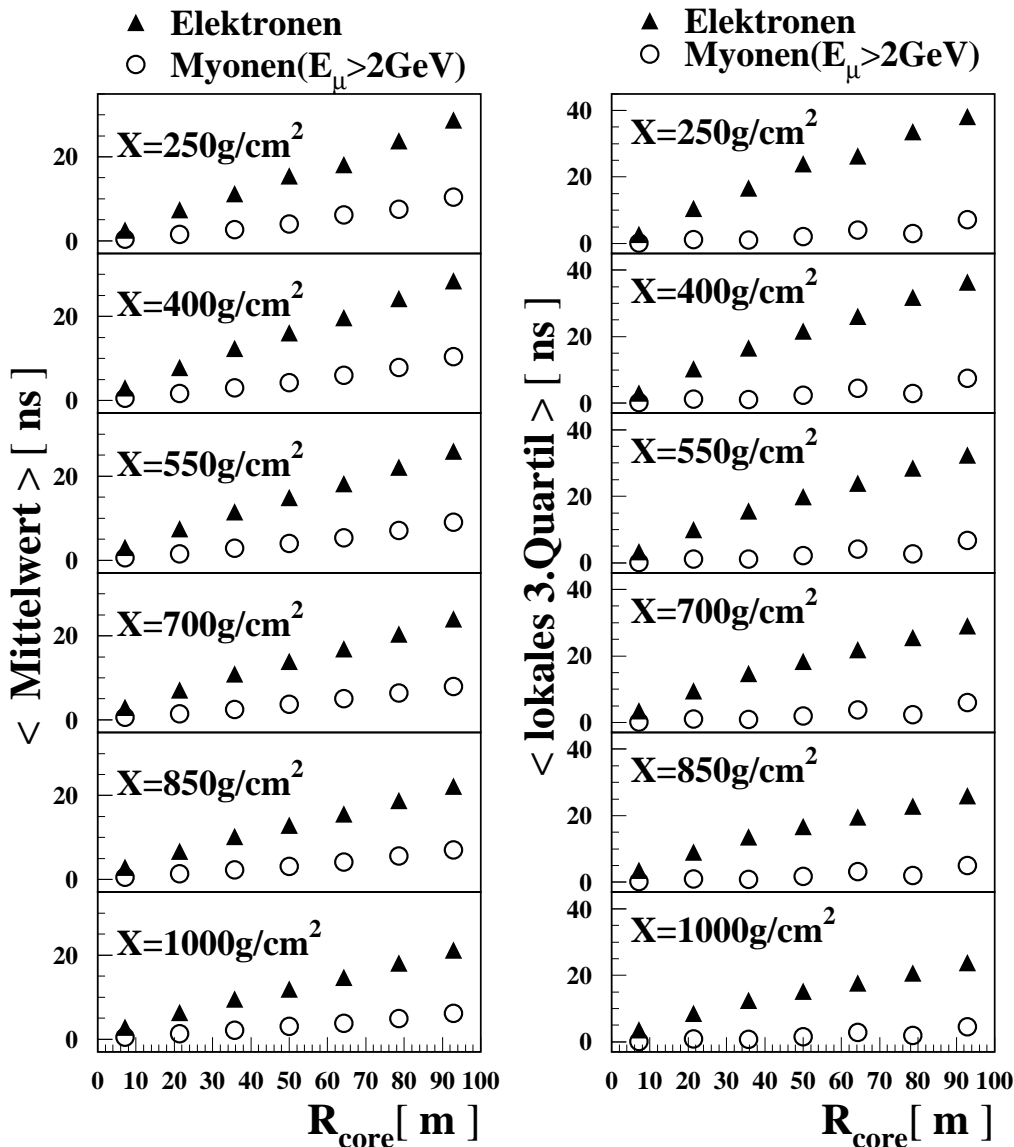 Elektronen
Myonen(E_μ>2GeV)
Elektronen
Myonen(E_μ>2GeV)
< Mittelwert > [ ns ]
X=250g/cm²
20
0
X=400g/cm²
20
0
X=550g/cm²
20
0
X=700g/cm²
20
0
X=850g/cm²
20
0
X=1000g/cm²
20
0
0 10 20 30 40 50 60 70 80 90 100
R_core[ m ]
< lokales 3.Quartil > [ ns ]
X=250g/cm²
40
20
0
X=400g/cm²
40
20
0
X=550g/cm²
40
20
0
X=700g/cm²
40
20
0
X=850g/cm²
40
20
0
X=1000g/cm²
40
20
0
0 10 20 30 40 50 60 70 80 90 100
R_core[ m ]